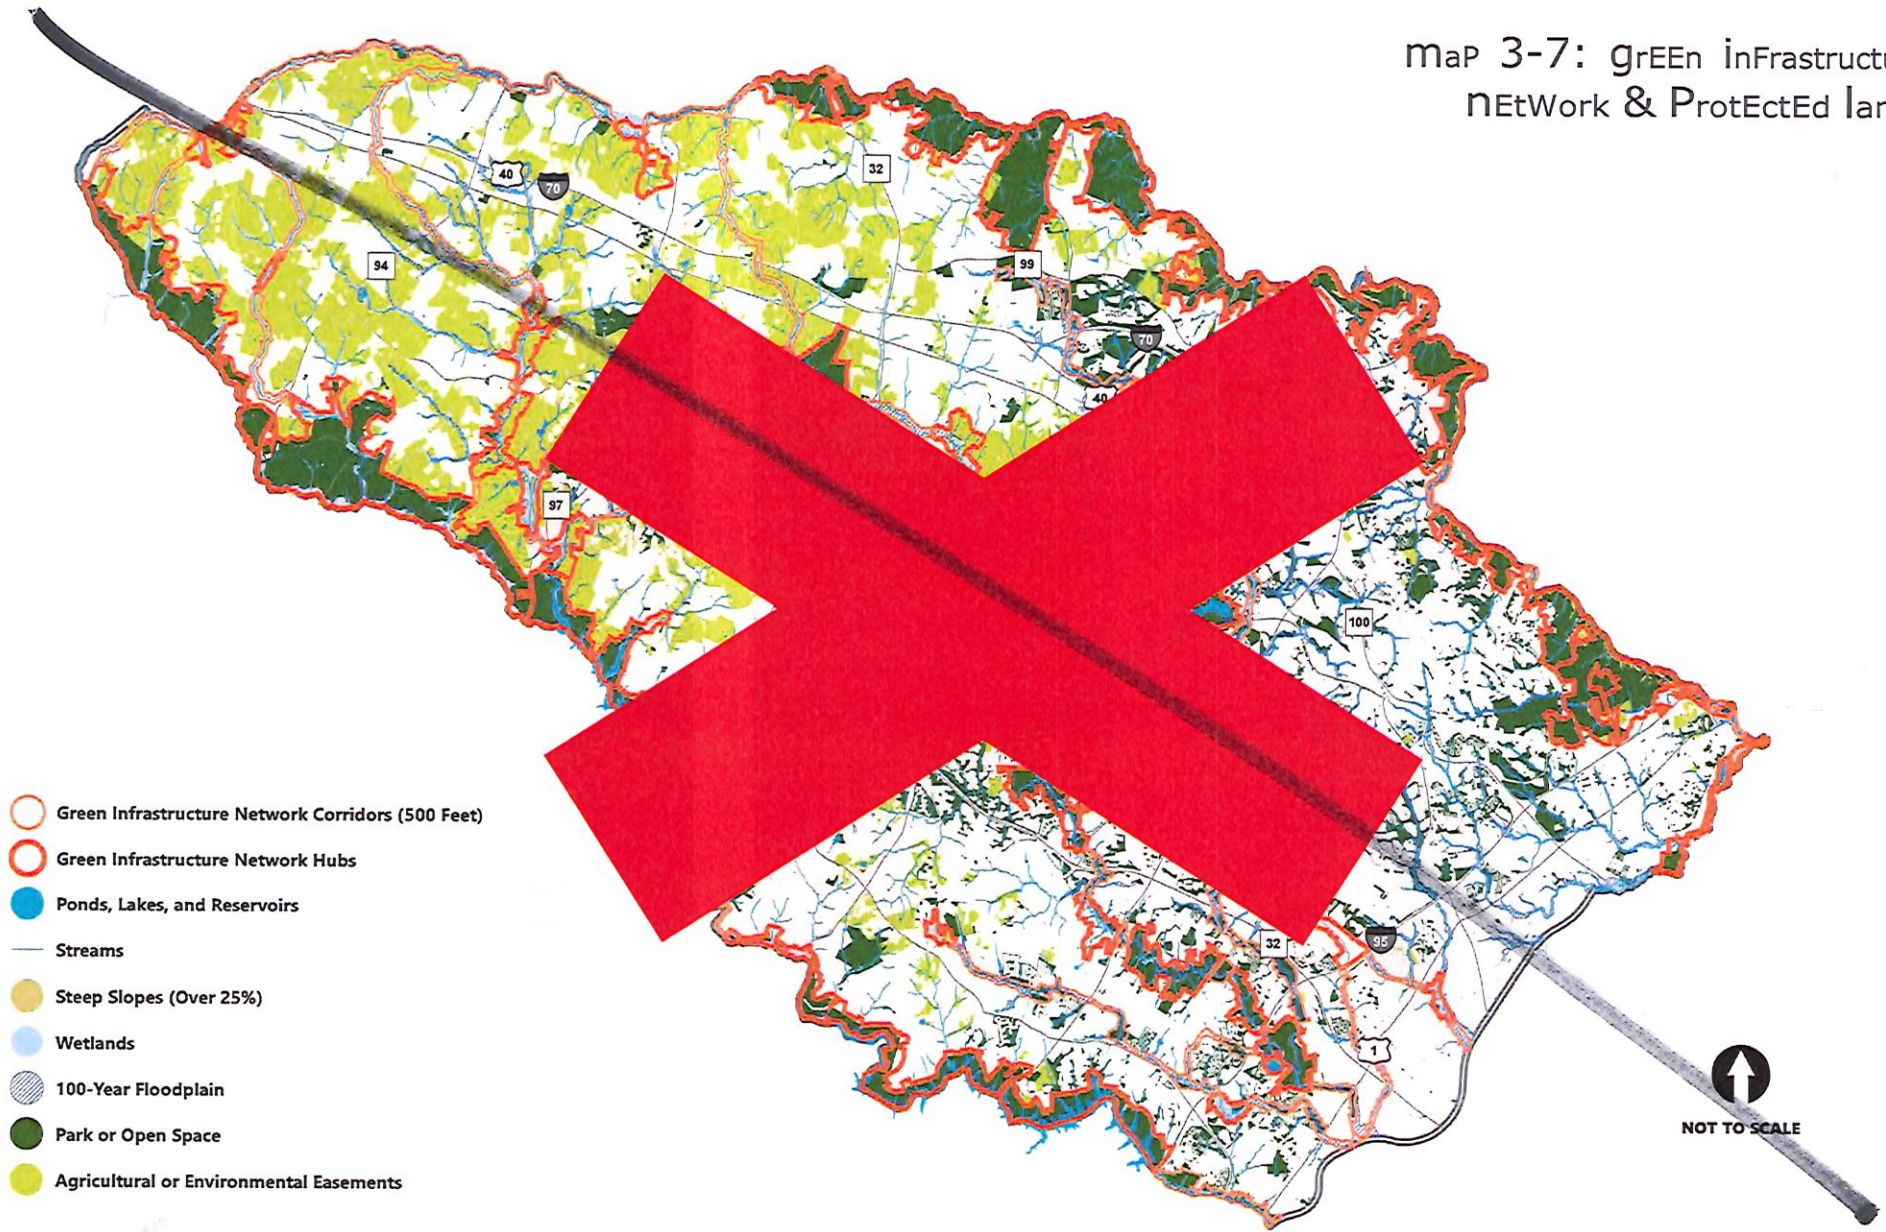 maP 3-7: grEEn inFrastructu
nEtWork & ProtEctEd lan
40
70
32
94
99
70
40
97
100
Green Infrastructure Network Corridors (500 Feet)
Green Infrastructure Network Hubs
Ponds, Lakes, and Reservoirs
Streams
Steep Slopes (Over 25%)
Wetlands
100-Year Floodplain
Park or Open Space
Agricultural or Environmental Easements
32
95
1
NOT TO SCALE